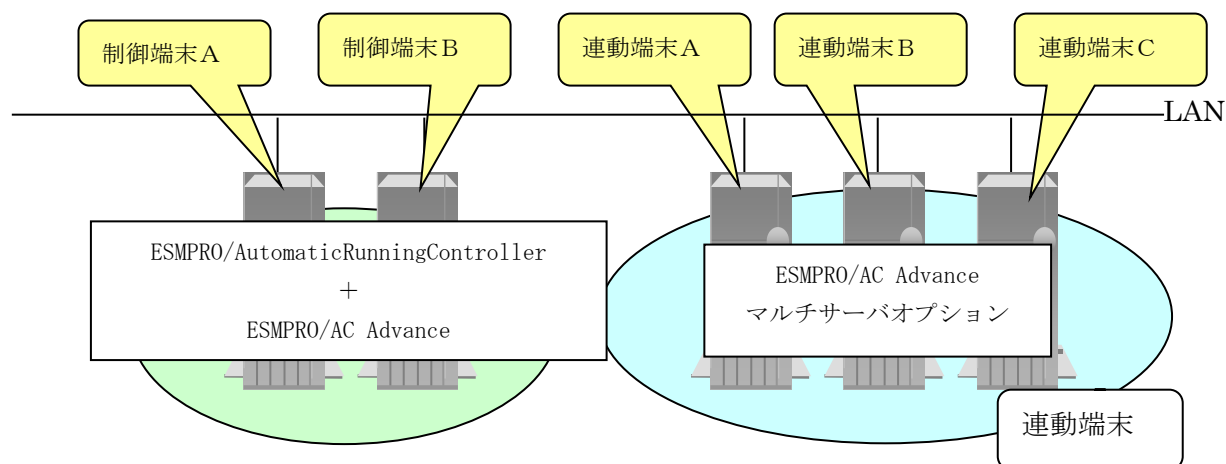 制御端末A
制御端末B
連動端末A
連動端末B
連動端末C
LAN
ESMPRO/AutomaticRunningController
+
ESMPRO/AC Advance
ESMPRO/AC Advance
マルチサーバオプション
連動端末